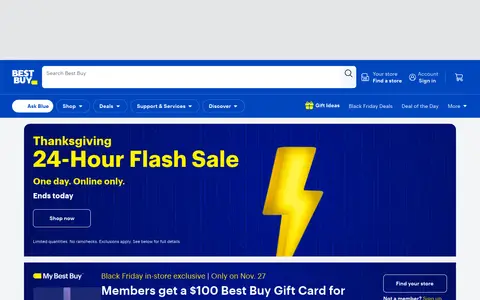 BEST BUY
Search Best Buy
Your store
Find a store
Account
Sign in
Ask Blue
Shop
Deals
Support & Services
Discover
Gift Ideas
Black Friday Deals
Deal of the Day
More
Thanksgiving
24-Hour Flash Sale
One day. Online only.
Ends today
Shop now
Limited quantities. No rainchecks. Exclusions apply. See below for full details.
My Best Buy
Black Friday in-store exclusive | Only on Nov. 27
Members get a $100 Best Buy Gift Card for
Find your store
Not a member? Sign up